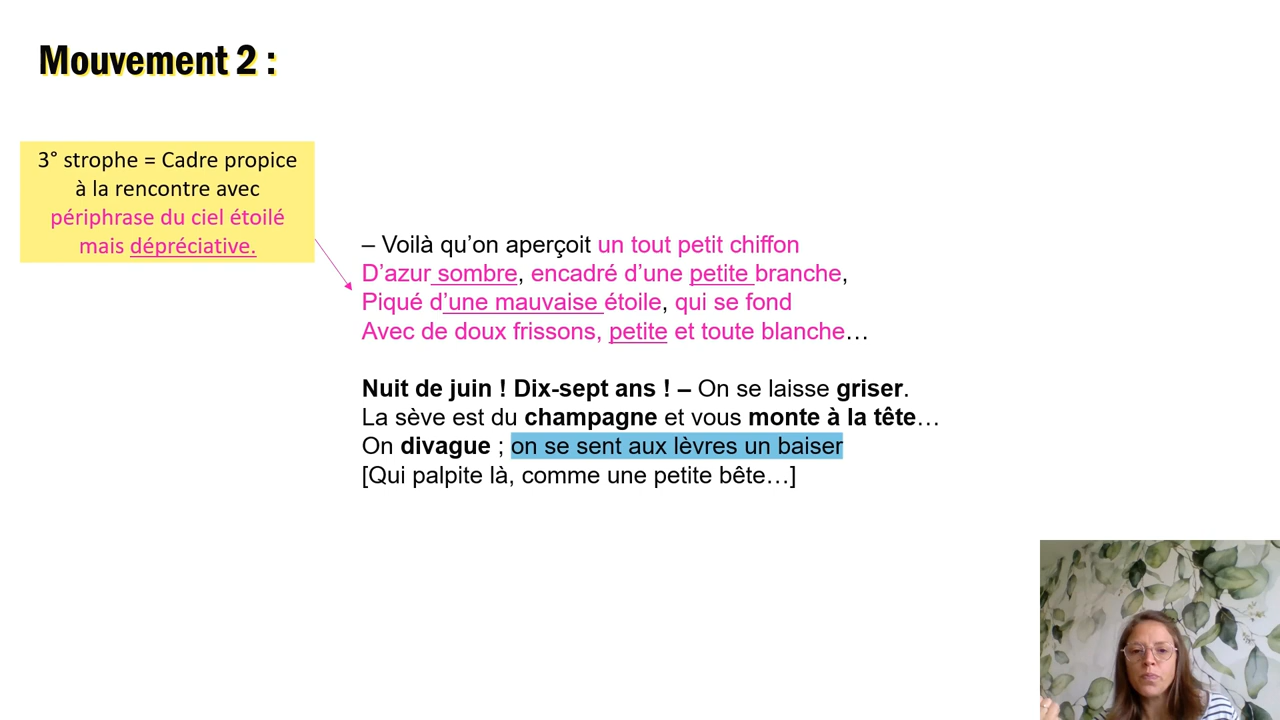 Mouvement 2 :
3° strophe = Cadre propice
à la rencontre avec
périphrase du ciel étoilé
mais dépréciative.
– Voilà qu’on aperçoit un tout petit chiffon
D’azur sombre, encadré d’une petite branche,
Piqué d’une mauvaise étoile, qui se fond
Avec de doux frissons, petite et toute blanche…
Nuit de juin ! Dix-sept ans ! – On se laisse griser.
La sève est du champagne et vous monte à la tête…
On divague ; on se sent aux lèvres un baiser
[Qui palpite là, comme une petite bête…]